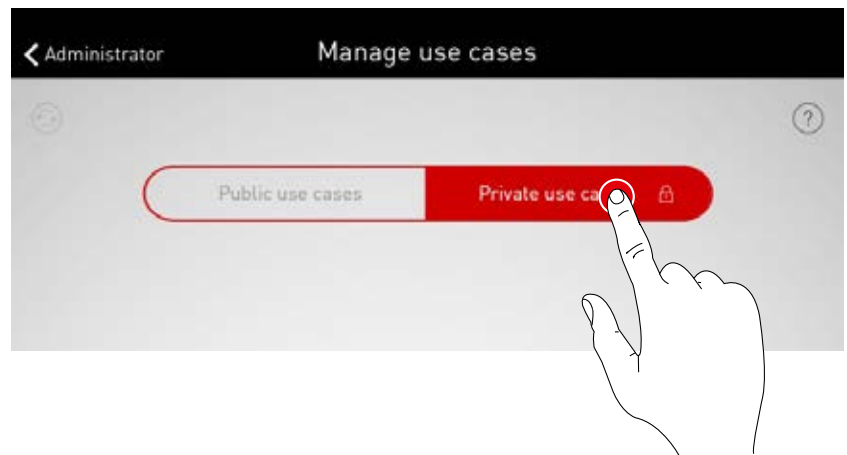 Administrator
Manage use cases
?
Public use cases
Private use ca